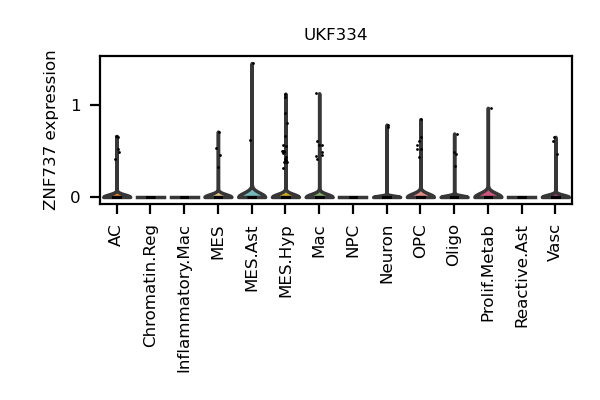 UKF334
ZNF737 expression
1
0
AC
Chromatin.Reg
Inflammatory.Mac
MES
MES.Ast
MES.Hyp
Mac
NPC
Neuron
OPC
Oligo
Prolif.Metab
Reactive.Ast
Vasc